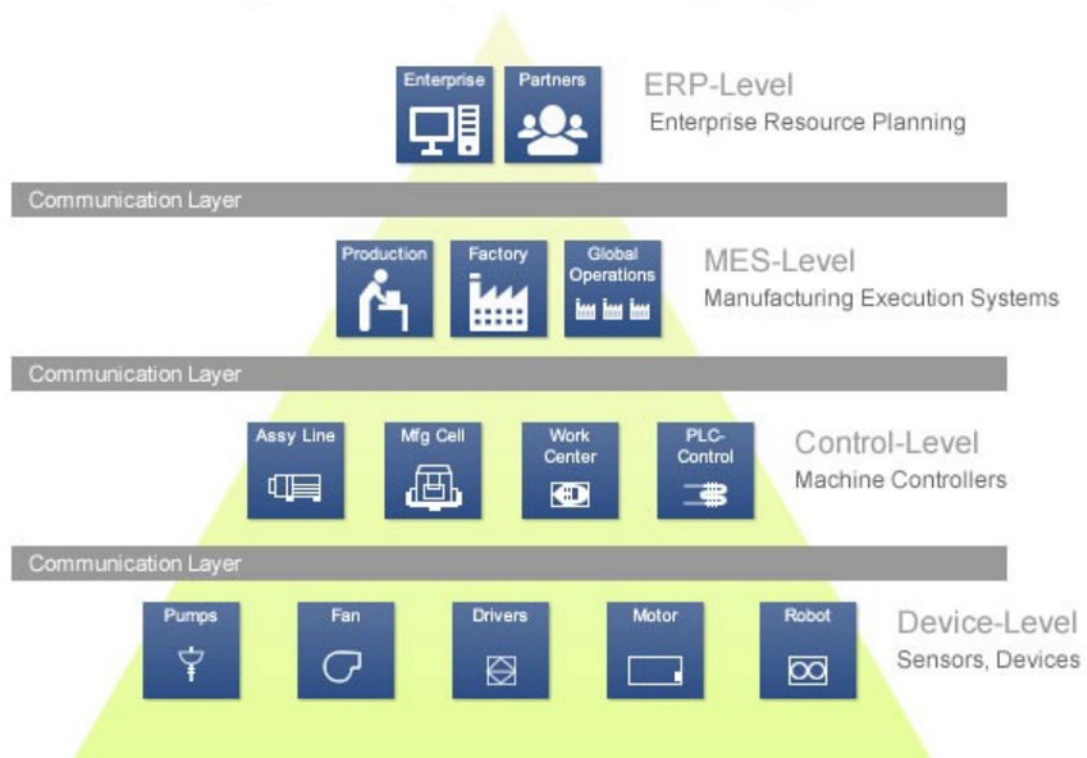 Enterprise
Partners
ERP-Level
Enterprise Resource Planning
Communication Layer
Production
Factory
Global
Operations
MES-Level
Manufacturing Execution Systems
Communication Layer
Assy Line
Mfg Cell
Work
Center
PLC-
Control
Control-Level
Machine Controllers
Communication Layer
Pumps
Fan
Drivers
Motor
Robot
Device-Level
Sensors, Devices